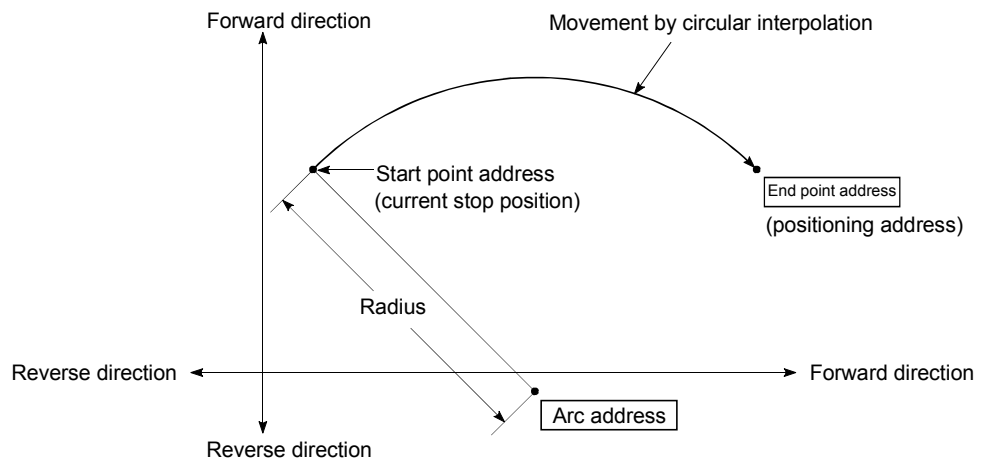 Forward direction
Movement by circular interpolation
Start point address
(current stop position)
End point address
(positioning address)
Radius
Reverse direction
Forward direction
Arc address
Reverse direction